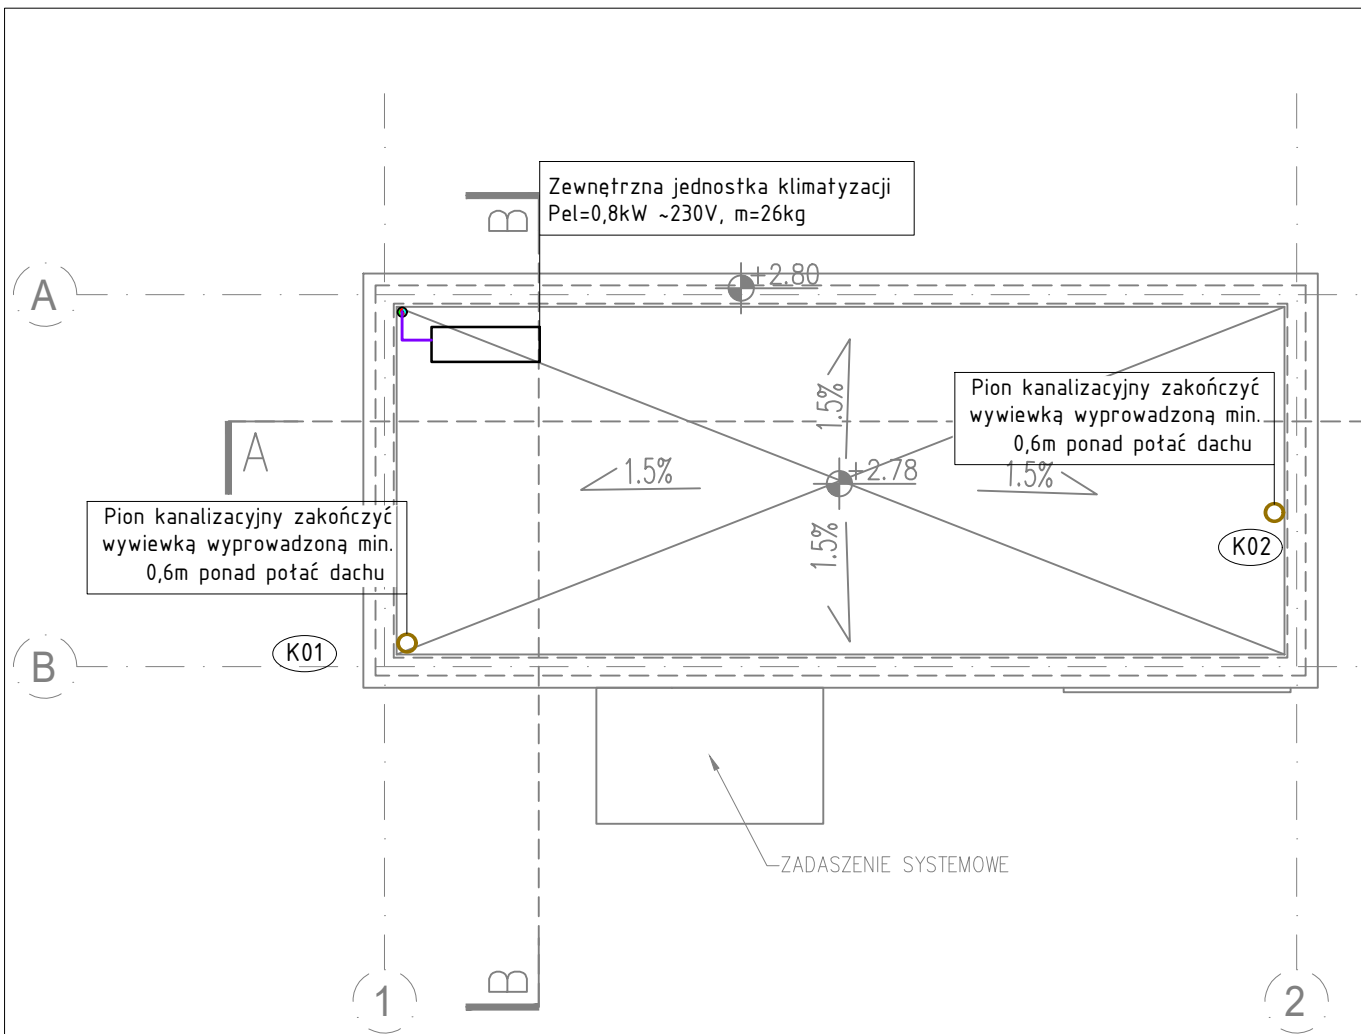 Zewnętrzna jednostka klimatyzacji
Pel=0,8kW ~230V, m=26kg
B
A
+2.80
1.5%
Pion kanalizacyjny zakończyć
wywiewką wyprowadzoną min.
0,6m ponad połać dachu
A
1.5%
+2.78
1.5%
Pion kanalizacyjny zakończyć
wywiewką wyprowadzoną min.
0,6m ponad połać dachu
1.5%
K02
K01
B
ZADASZENIE SYSTEMOWE
B
1
2